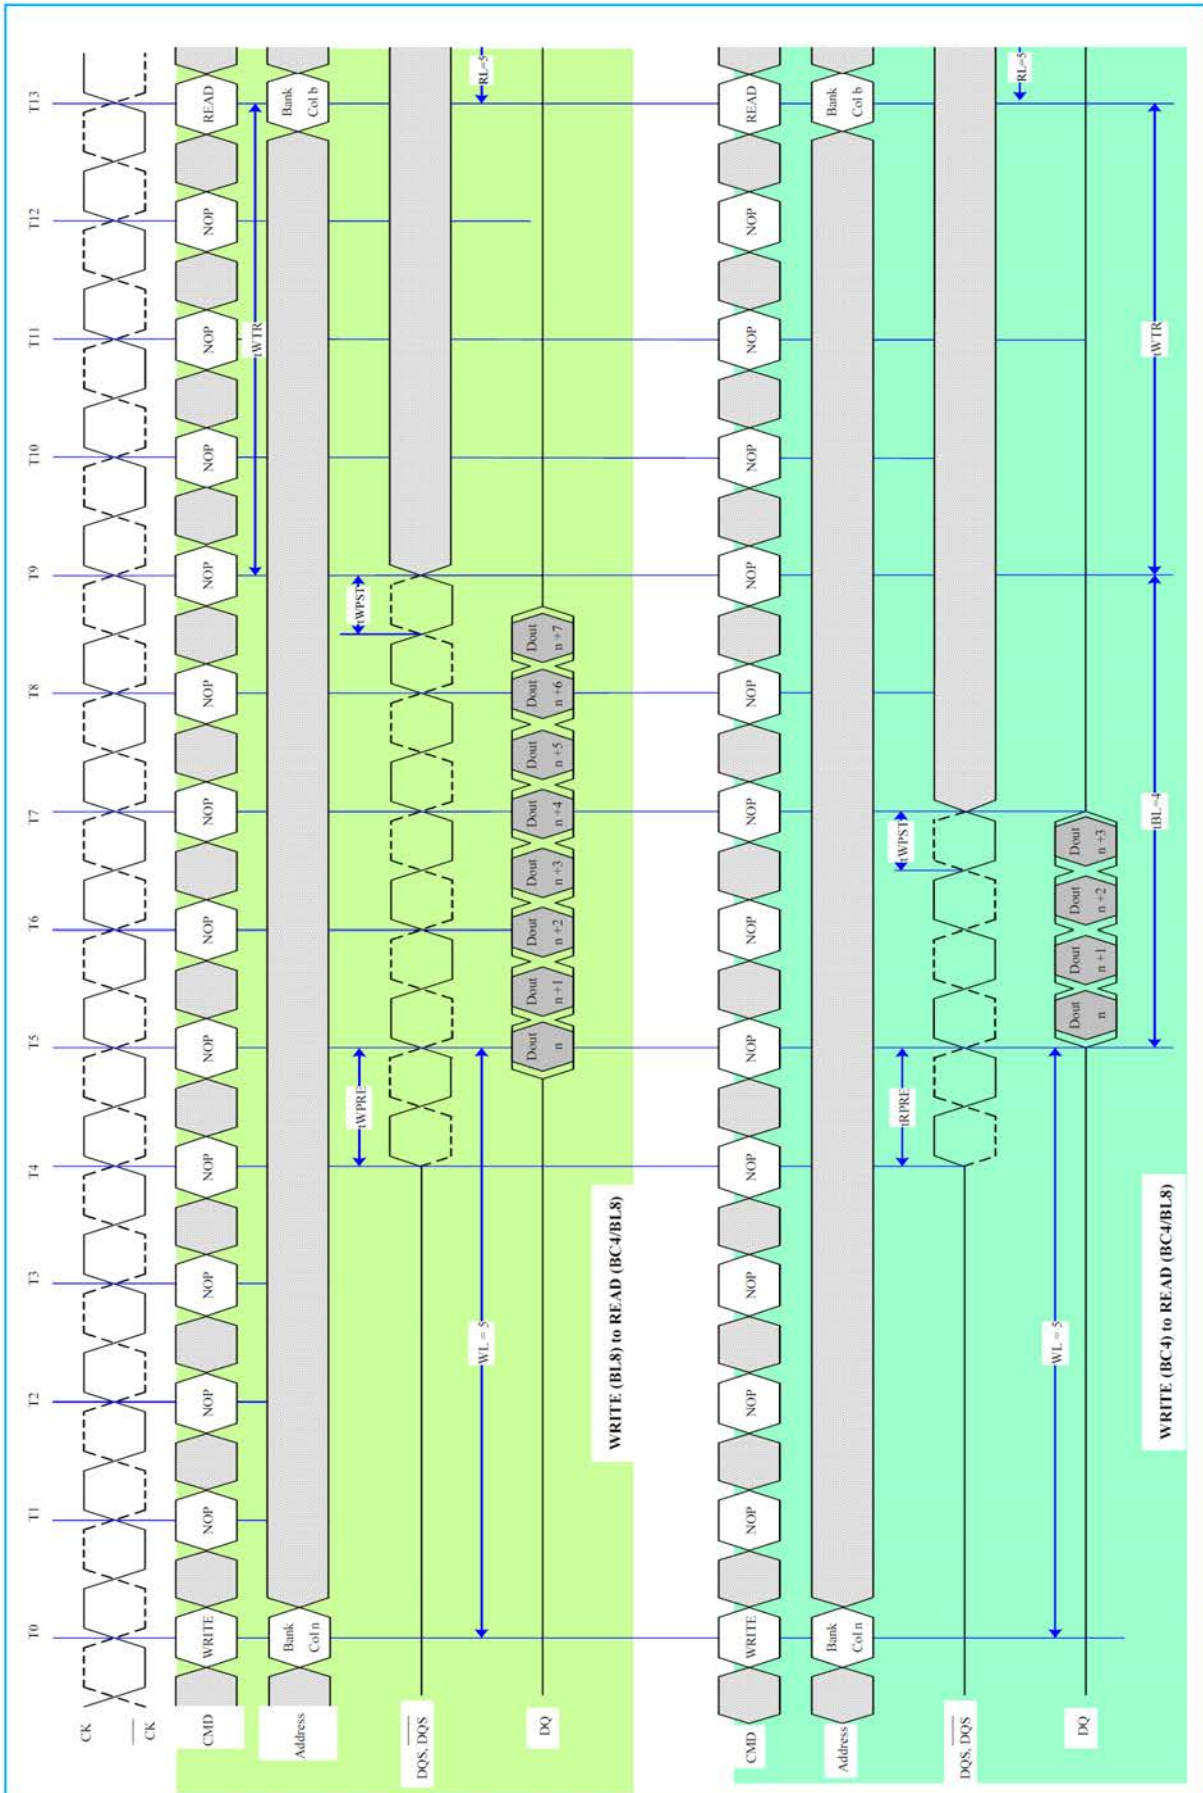 T0 T1 T2 T3 T4 T5 T6 T7 T8 T9 T10 T11 T12 T13
CK
CK
CMD WRITE NOP NOP NOP NOP NOP NOP NOP NOP NOP NOP NOP NOP READ
tWTR
Address
Bank
Col n
Bank
Col b
tWPRE
tWPST
DQS, DQS
WL = 5
RL=5
DQ
Dout
n
Dout
n +1
Dout
n +2
Dout
n +3
Dout
n +4
Dout
n +5
Dout
n +6
Dout
n +7
WRITE (BL8) to READ (BC4/BL8)
CMD WRITE NOP NOP NOP NOP NOP NOP NOP NOP NOP NOP NOP NOP READ
Address
Bank
Col n
Bank
Col b
tRPRE
tWPST
DQS, DQS
RL=5
WL = 5
DQ
Dout
n
Dout
n +1
Dout
n +2
Dout
n +3
tBL=4
tWTR
WRITE (BC4) to READ (BC4/BL8)